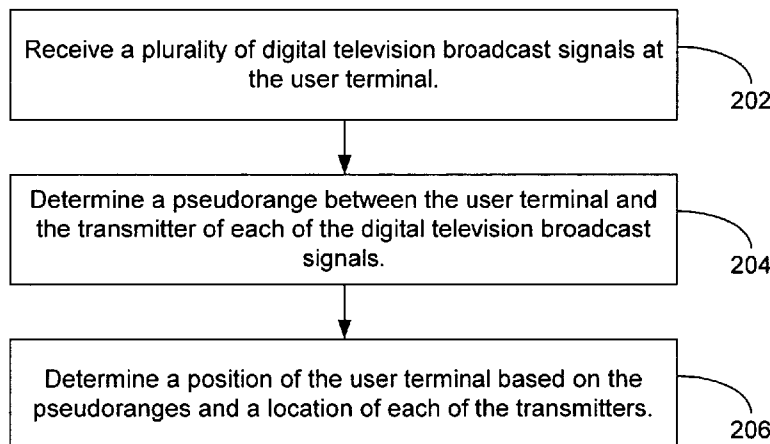 Receive a plurality of digital television broadcast signals at
the user terminal.
202
Determine a pseudorange between the user terminal and
the transmitter of each of the digital television broadcast
signals.
204
Determine a position of the user terminal based on the
pseudoranges and a location of each of the transmitters.
206